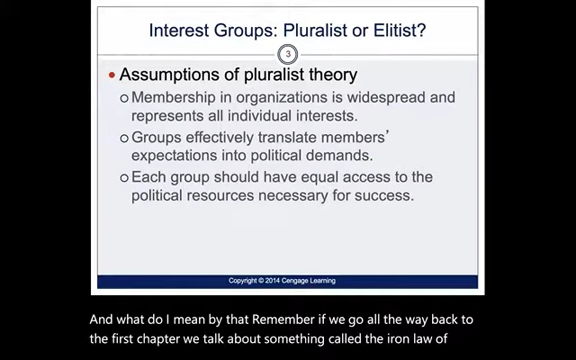 Interest Groups: Pluralist or Elitist?
3
• Assumptions of pluralist theory
o Membership in organizations is widespread and
represents all individual interests.
o Groups effectively translate members'
expectations into political demands.
o Each group should have equal access to the
political resources necessary for success.
Copyright © 2014 Cengage Learning
And what do I mean by that Remember if we go all the way back to
the first chapter we talk about something called the iron law of